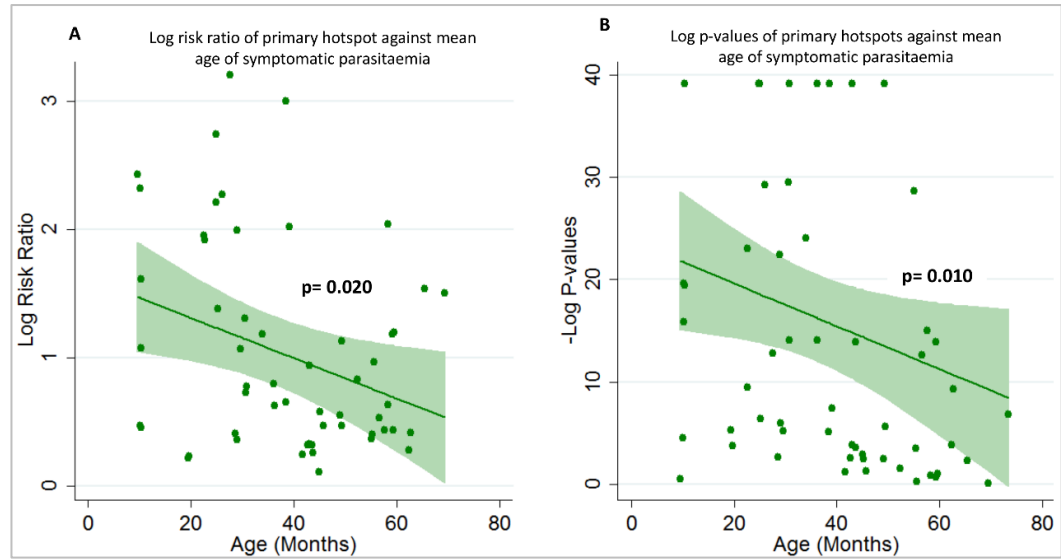 A
Log risk ratio of primary hotspot against mean
age of symptomatic parasitaemia
Log Risk Ratio
3
2
1
0
p= 0.020
0 20 40 60 80
Age (Months)
B
Log p-values of primary hotspots against mean
age of symptomatic parasitaemia
-Log P-values
40
30
20
10
0
p= 0.010
0 20 40 60 80
Age (Months)